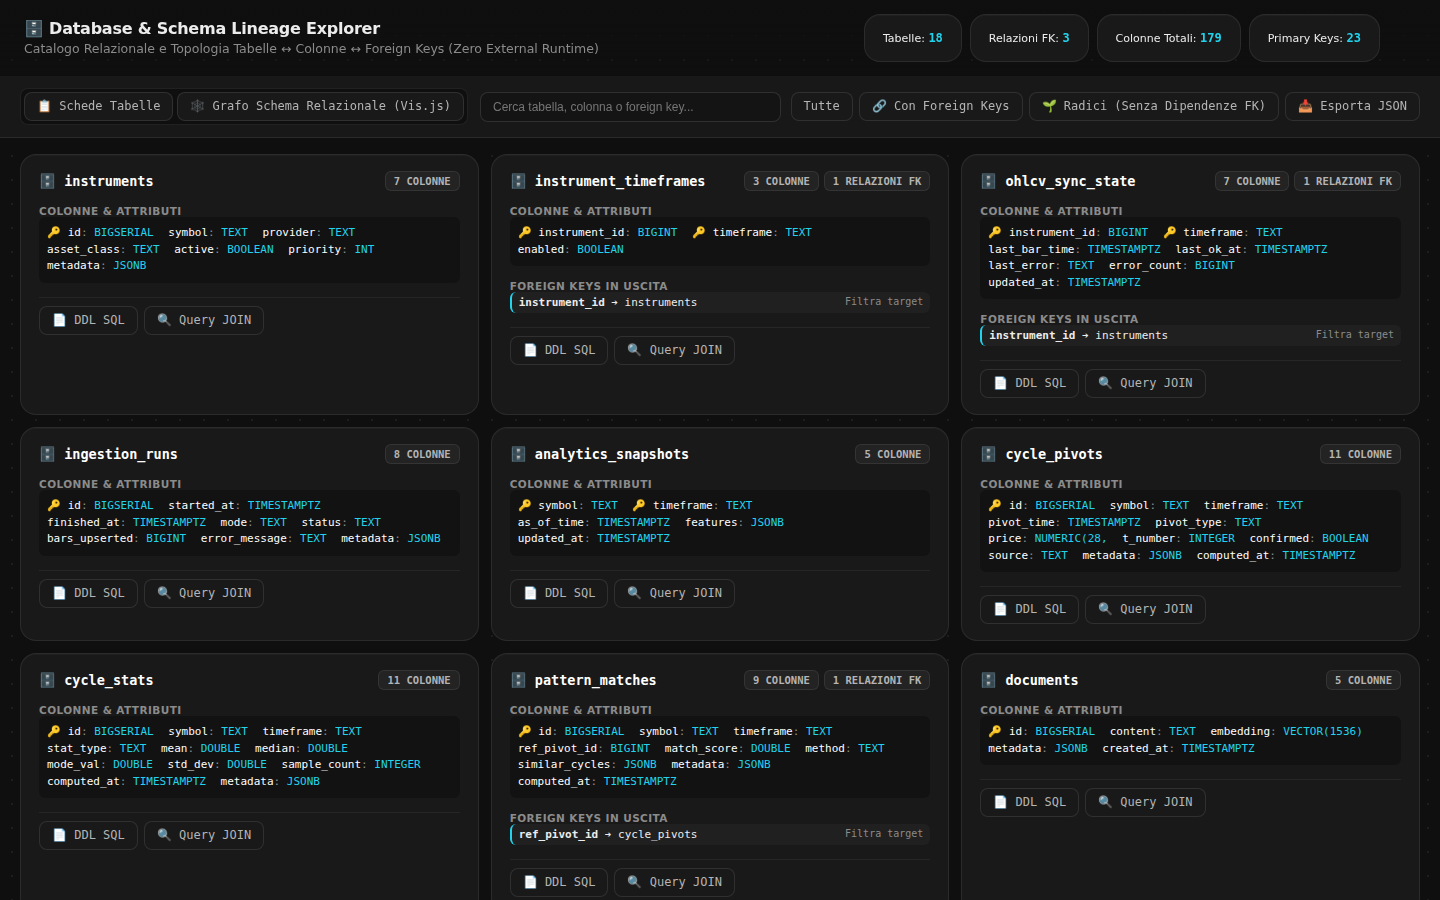 🗄️ Database & Schema Lineage Explorer
Catalogo Relazionale e Topologia Tabelle ↔ Colonne ↔ Foreign Keys (Zero External Runtime)
Tabelle: 18
Relazioni FK: 3
Colonne Totali: 179
Primary Keys: 23
📋 Schede Tabelle
🕸️ Grafo Schema Relazionale (Vis.js)
Cerca tabella, colonna o foreign key...
Tutte
🔗 Con Foreign Keys
🌱 Radici (Senza Dipendenze FK)
📥 Esporta JSON
🗄️ instruments
7 COLONNE
COLONNE & ATTRIBUTI
🔑 id: BIGSERIAL symbol: TEXT provider: TEXT
asset_class: TEXT active: BOOLEAN priority: INT
metadata: JSONB
📄 DDL SQL
🔍 Query JOIN
🗄️ instrument_timeframes
3 COLONNE
1 RELAZIONI FK
COLONNE & ATTRIBUTI
🔑 instrument_id: BIGINT 🔑 timeframe: TEXT
enabled: BOOLEAN
FOREIGN KEYS IN USCITA
instrument_id → instruments
Filtra target
📄 DDL SQL
🔍 Query JOIN
🗄️ ohlcv_sync_state
7 COLONNE
1 RELAZIONI FK
COLONNE & ATTRIBUTI
🔑 instrument_id: BIGINT 🔑 timeframe: TEXT
last_bar_time: TIMESTAMPTZ last_ok_at: TIMESTAMPTZ
last_error: TEXT error_count: BIGINT
updated_at: TIMESTAMPTZ
FOREIGN KEYS IN USCITA
instrument_id → instruments
Filtra target
📄 DDL SQL
🔍 Query JOIN
🗄️ ingestion_runs
8 COLONNE
COLONNE & ATTRIBUTI
🔑 id: BIGSERIAL started_at: TIMESTAMPTZ
finished_at: TIMESTAMPTZ mode: TEXT status: TEXT
bars_upserted: BIGINT error_message: TEXT metadata: JSONB
📄 DDL SQL
🔍 Query JOIN
🗄️ analytics_snapshots
5 COLONNE
COLONNE & ATTRIBUTI
🔑 symbol: TEXT 🔑 timeframe: TEXT
as_of_time: TIMESTAMPTZ features: JSONB
updated_at: TIMESTAMPTZ
📄 DDL SQL
🔍 Query JOIN
🗄️ cycle_pivots
11 COLONNE
COLONNE & ATTRIBUTI
🔑 id: BIGSERIAL symbol: TEXT timeframe: TEXT
pivot_time: TIMESTAMPTZ pivot_type: TEXT
price: NUMERIC(28, t_number: INTEGER confirmed: BOOLEAN
source: TEXT metadata: JSONB computed_at: TIMESTAMPTZ
📄 DDL SQL
🔍 Query JOIN
🗄️ cycle_stats
11 COLONNE
COLONNE & ATTRIBUTI
🔑 id: BIGSERIAL symbol: TEXT timeframe: TEXT
stat_type: TEXT mean: DOUBLE median: DOUBLE
mode_val: DOUBLE std_dev: DOUBLE sample_count: INTEGER
computed_at: TIMESTAMPTZ metadata: JSONB
📄 DDL SQL
🔍 Query JOIN
🗄️ pattern_matches
9 COLONNE
1 RELAZIONI FK
COLONNE & ATTRIBUTI
🔑 id: BIGSERIAL symbol: TEXT timeframe: TEXT
ref_pivot_id: BIGINT match_score: DOUBLE method: TEXT
similar_cycles: JSONB metadata: JSONB
computed_at: TIMESTAMPTZ
FOREIGN KEYS IN USCITA
ref_pivot_id → cycle_pivots
Filtra target
📄 DDL SQL
🔍 Query JOIN
🗄️ documents
5 COLONNE
COLONNE & ATTRIBUTI
🔑 id: BIGSERIAL content: TEXT embedding: VECTOR(1536)
metadata: JSONB created_at: TIMESTAMPTZ
📄 DDL SQL
🔍 Query JOIN